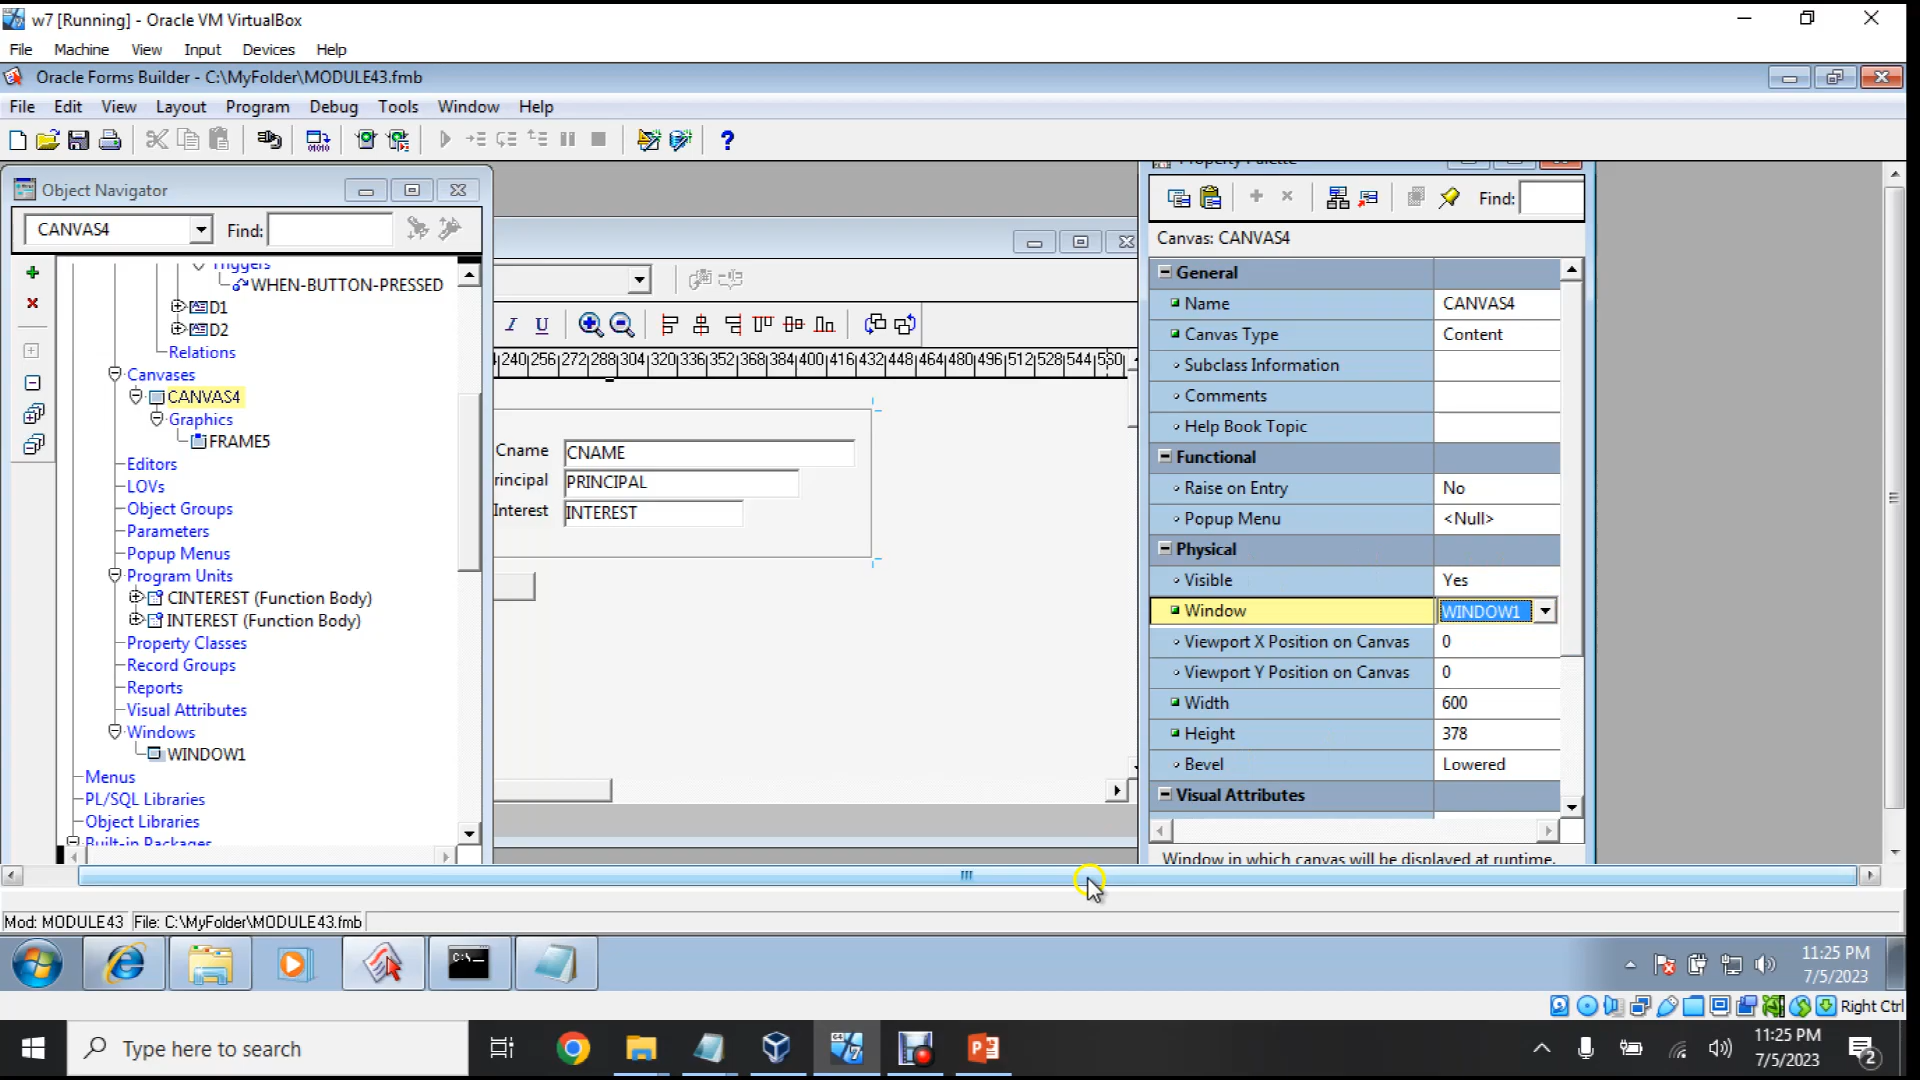 w7 [Running] - Oracle VM VirtualBox
File Machine View Input Devices Help
Oracle Forms Builder - C:\MyFolder\MODULE43.fmb
File Edit View Layout Program Debug Tools Window Help
Object Navigator
CANVAS4 Find:
Triggers
WHEN-BUTTON-PRESSED
D1
D2
Relations
Canvases
CANVAS4
Graphics
FRAME5
Editors
LOVs
Object Groups
Parameters
Popup Menus
Program Units
CINTEREST (Function Body)
INTEREST (Function Body)
Property Classes
Record Groups
Reports
Visual Attributes
Windows
WINDOW1
Menus
PL/SQL Libraries
Object Libraries
Built-in Packages
I U
240 256 272 288 304 320 336 352 368 384 400 416 432 448 464 480 496 512 528 544 560
Cname CNAME
rincipal PRINCIPAL
Interest INTEREST
Property Palette
Find:
Canvas: CANVAS4
General
Name CANVAS4
Canvas Type Content
Subclass Information
Comments
Help Book Topic
Functional
Raise on Entry No
Popup Menu <Null>
Physical
Visible Yes
Window WINDOW1
Viewport X Position on Canvas 0
Viewport Y Position on Canvas 0
Width 600
Height 378
Bevel Lowered
Visual Attributes
Window in which canvas will be displayed at runtime.
Mod: MODULE43 File: C:\MyFolder\MODULE43.fmb
C:\_
11:25 PM
7/5/2023
Right Ctrl
Type here to search
11:25 PM
7/5/2023
2